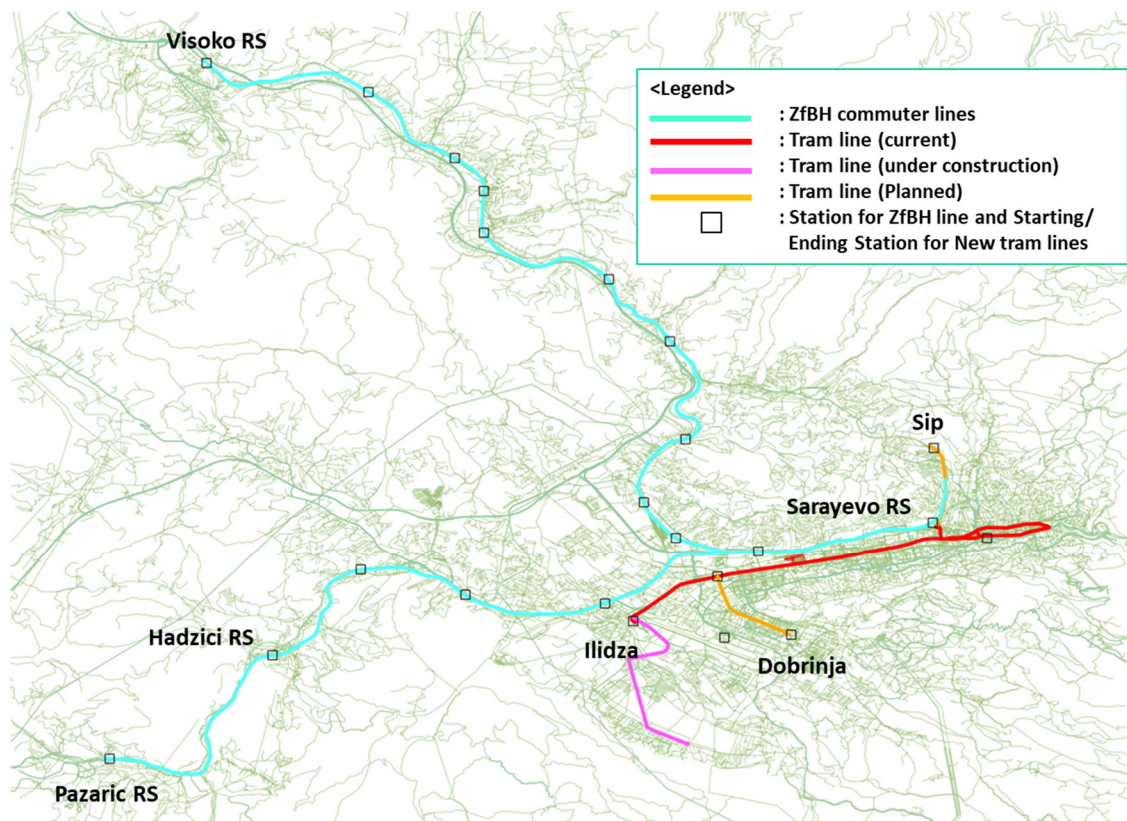 Visoko RS
<Legend>
: ZfBH commuter lines
: Tram line (current)
: Tram line (under construction)
: Tram line (Planned)
: Station for ZfBH line and Starting/
Ending Station for New tram lines
Sip
Sarayevo RS
Hadzici RS
Ilidza
Dobrinja
Pazaric RS